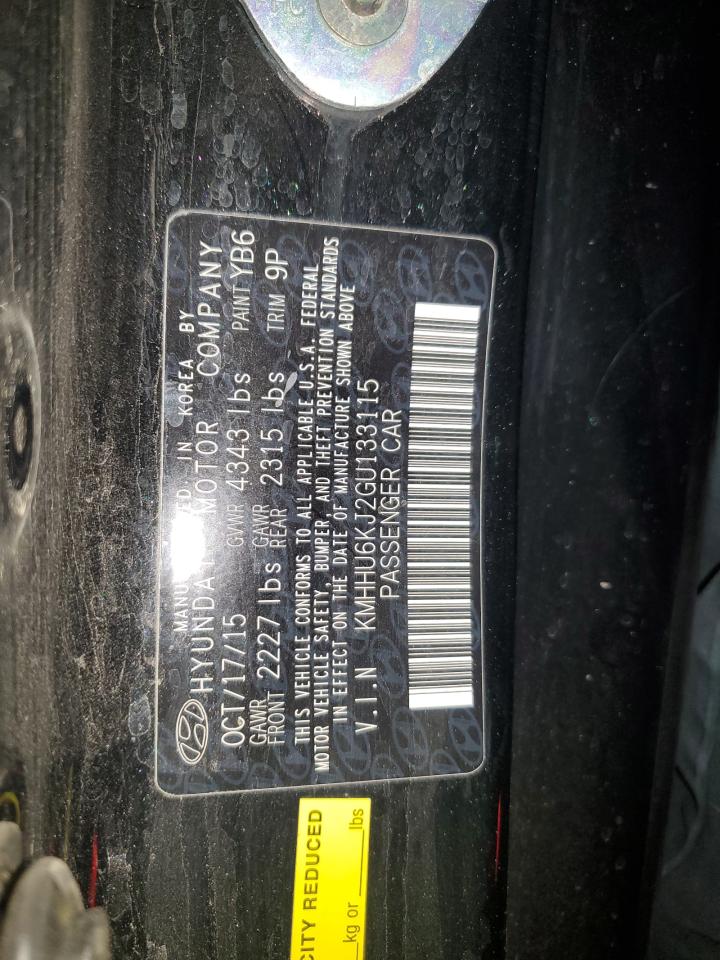 MANU ED IN KOREA BY
HYUNDAI MOTOR COMPANY
OCT/17/15 GVWR 4343 lbs PAINT YB6
GAWR FRONT 2227 lbs GAWR REAR 2315 lbs TRIM 9P
THIS VEHICLE CONFORMS TO ALL APPLICABLE U.S.A. FEDERAL
MOTOR VEHICLE SAFETY, BUMPER, AND THEFT PREVENTION STANDARDS
IN EFFECT ON THE DATE OF MANUFACTURE SHOWN ABOVE
V.I.N KMHHU6KJ2GU133115
PASSENGER CAR
CITY REDUCED
kg or lbs